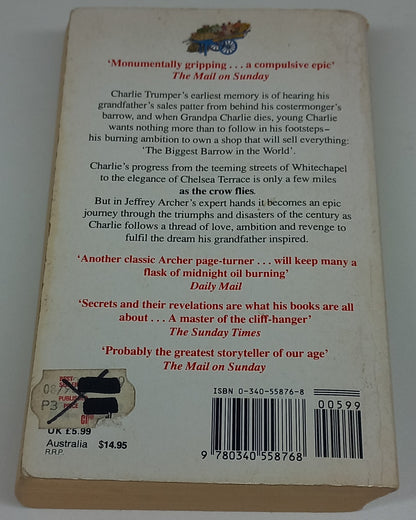 ‘Monumentally gripping . . . a compulsive epic’
The Mail on Sunday
Charlie Trumper's earliest memory is of hearing his
grandfather's sales patter from behind his costermonger's
barrow, and when Grandpa Charlie dies, young Charlie
wants nothing more than to follow in his footsteps–
his burning ambition to own a shop that will sell everything:
‘The Biggest Barrow in the World’.
Charlie's progress from the teeming streets of Whitechapel
to the elegance of Chelsea Terrace is only a few miles
as the crow flies.
But in Jeffrey Archer's expert hands it becomes an epic
journey through the triumphs and disasters of the century as
Charlie follows a thread of love, ambition and revenge to
fulfil the dream his grandfather inspired.
‘Another classic Archer page-turner . . . will keep many a
flask of midnight oil burning’
Daily Mail
‘Secrets and their revelations are what his books are all
about . . . A master of the cliff-hanger’
The Sunday Times
‘Probably the greatest storyteller of our age’
The Mail on Sunday
DEPT.
08/
PUBLIS
P3 PRICE
UK £5.99
Australia $14.95
R.R.P.
ISBN 0-340-55876-8
00599
9 780340 558768